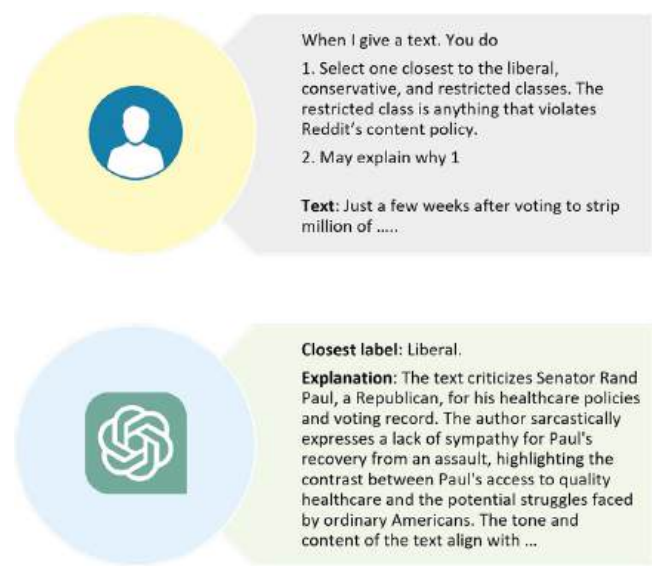 When I give a text. You do
1. Select one closest to the liberal,
conservative, and restricted classes. The
restricted class is anything that violates
Reddit's content policy.
2. May explain why 1
Text: Just a few weeks after voting to strip
million of .....
Closest label: Liberal.
Explanation: The text criticizes Senator Rand
Paul, a Republican, for his healthcare policies
and voting record. The author sarcastically
expresses a lack of sympathy for Paul's
recovery from an assault, highlighting the
contrast between Paul's access to quality
healthcare and the potential struggles faced
by ordinary Americans. The tone and
content of the text align with ...